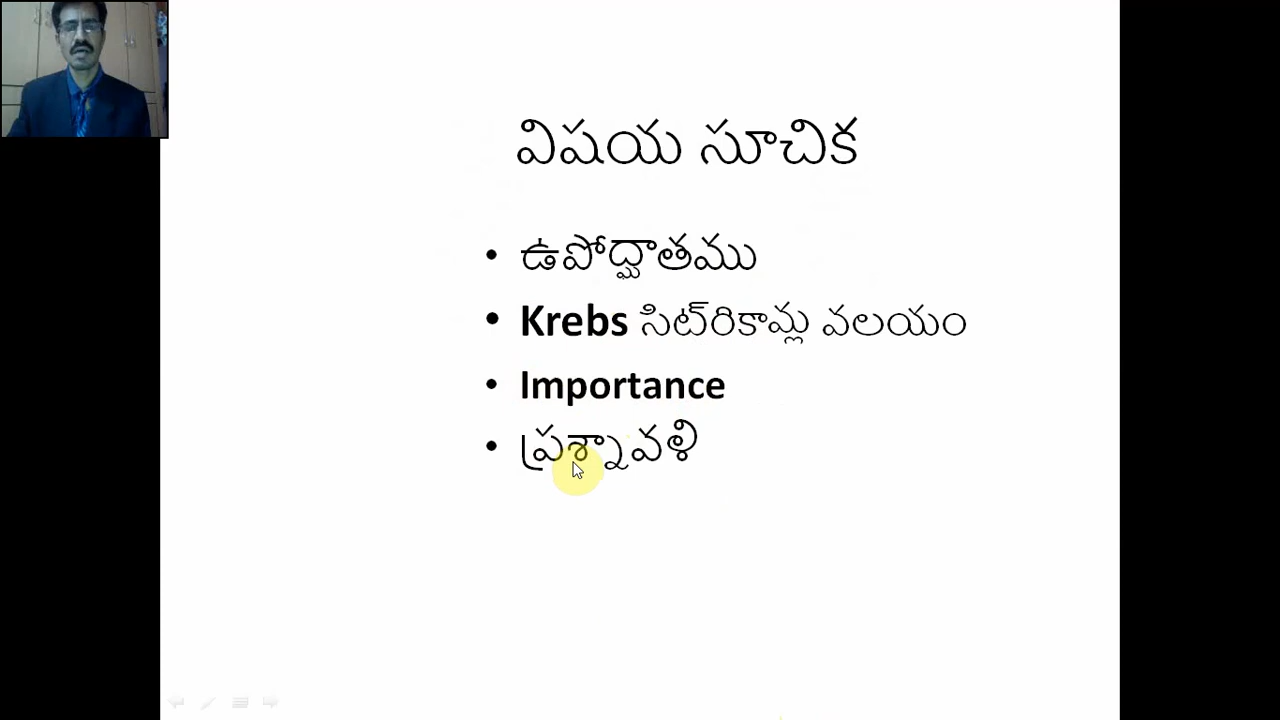 విషయ సూచిక
• ఉపోద్ఘాతము
• Krebs సిట్‌రికామ్ల వలయం
• Importance
• ప్రశ్నావళి